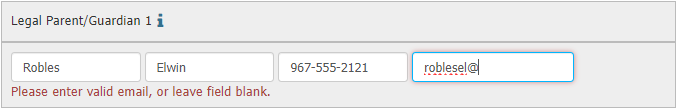 Legal Parent/Guardian 1 i
Robles Elwin 967-555-2121 roblesel@
Please enter valid email, or leave field blank.